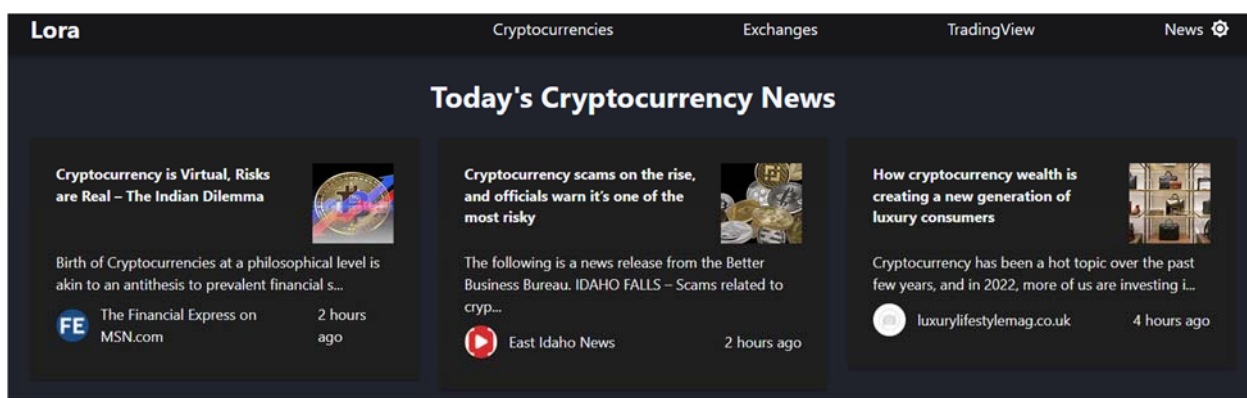 Lora
Cryptocurrencies
Exchanges
TradingView
News
Today's Cryptocurrency News
Cryptocurrency is Virtual, Risks
are Real – The Indian Dilemma
Birth of Cryptocurrencies at a philosophical level is
akin to an antithesis to prevalent financial s...
FE
The Financial Express on
MSN.com
2 hours
ago
Cryptocurrency scams on the rise,
and officials warn it's one of the
most risky
The following is a news release from the Better
Business Bureau. IDAHO FALLS – Scams related to
cryp...
East Idaho News
2 hours ago
How cryptocurrency wealth is
creating a new generation of
luxury consumers
Cryptocurrency has been a hot topic over the past
few years, and in 2022, more of us are investing i...
luxurylifestylemag.co.uk
4 hours ago